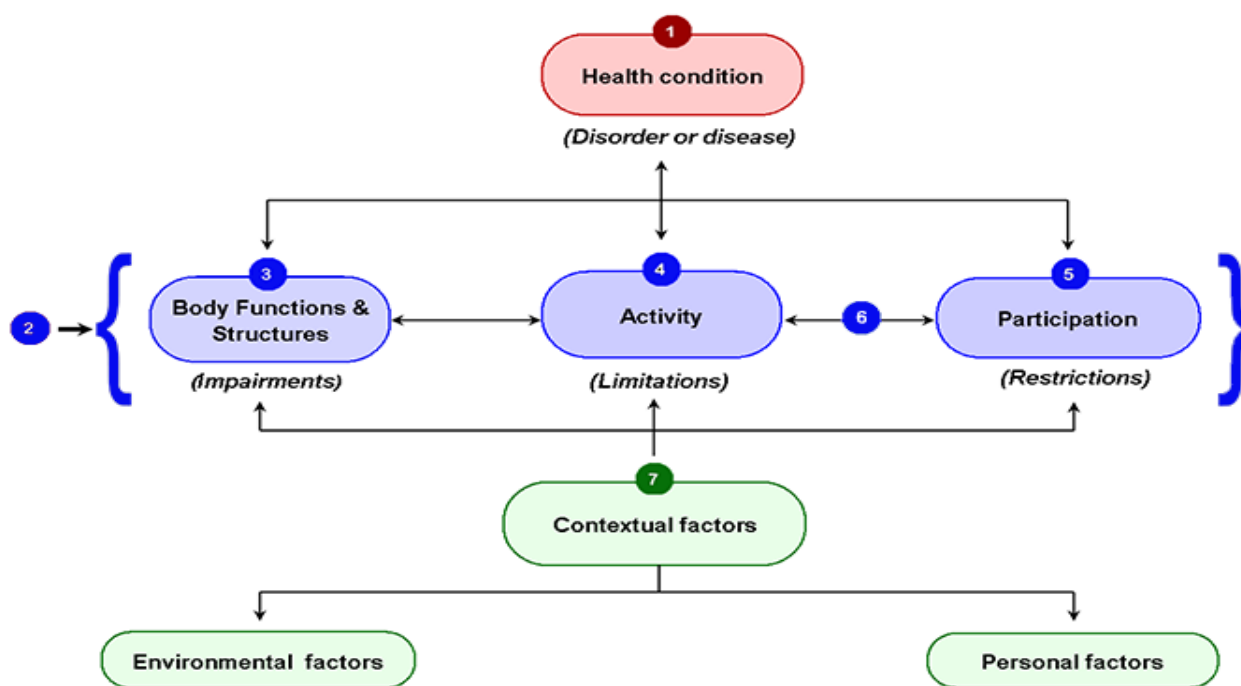 1
Health condition
(Disorder or disease)
2
3
Body Functions &
Structures
(Impairments)
4
Activity
(Limitations)
6
5
Participation
(Restrictions)
7
Contextual factors
Environmental factors
Personal factors